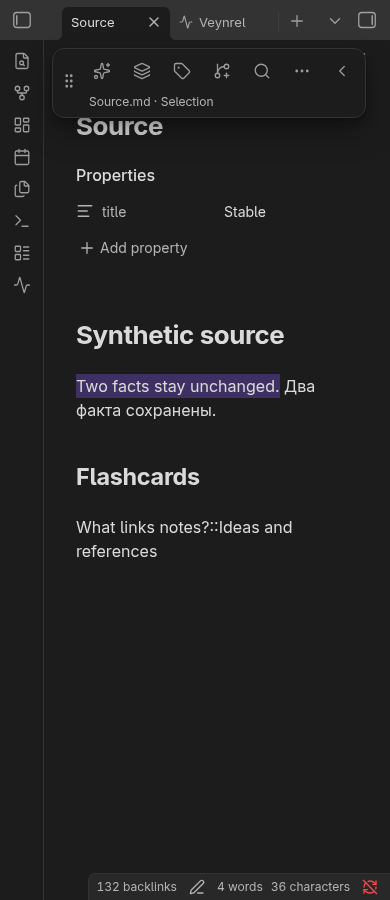 Source
Veynrel
Source.md · Selection
Source
Properties
title
Stable
Add property
Synthetic source
Two facts stay unchanged. Два
факта сохранены.
Flashcards
What links notes?::Ideas and
references
132 backlinks
4 words
36 characters